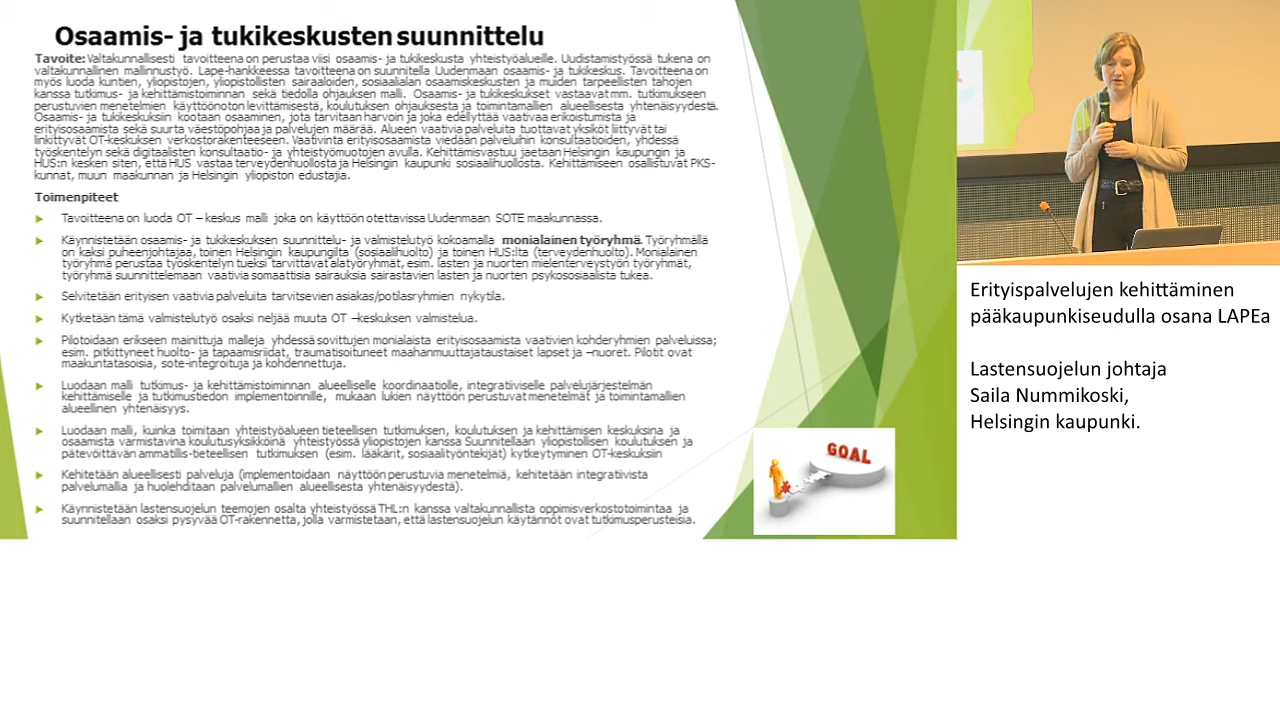 Osaamis- ja tukikeskusten suunnittelu
Tavoite: Valtakunnallisesti tavoitteena on perustaa viisi osaamis- ja tukikeskusta yhteistyöalueille. Uudistamistyössä tukena on
valtakunnallinen mallinnustyö. Lape-hankkeessa tavoitteena on suunnitella Uudenmaan osaamis- ja tukikeskus. Tavoitteena on
myös luoda kuntien, yliopistojen, yliopistollisten sairaaloiden, sosiaalialan osaamiskeskusten ja muiden tarpeellisten tahojen
kanssa tutkimus- ja kehittämistoiminnan sekä tiedolla ohjauksen malli. Osaamis- ja tukikeskukset vastaavat mm. tutkimukseen
perustuvien menetelmien käyttöönoton levittämisestä, koulutuksen ohjauksesta ja toimintamallien alueellisesta yhtenäisyydestä.
Osaamis- ja tukikeskuksiin kootaan osaaminen, jota tarvitaan harvoin ja joka edellyttää vaativaa erikoistumista ja
erityisosaamista sekä suurta väestöpohjaa ja palvelujen määrää. Alueen vaativia palveluita tuottavat yksiköt liittyvät tai
linkittyvät OT-keskuksen verkostorakenteeseen. Vaativinta erityisosaamista viedään palveluihin konsultaatioiden, yhdessä
työskentelyn sekä digitaalisten konsultaatio- ja yhteistyömuotojen avulla. Kehittämisvastuu jaetaan Helsingin kaupungin ja
HUS:n kesken siten, että HUS vastaa terveydenhuollosta ja Helsingin kaupunki sosiaalihuollosta. Kehittämiseen osallistuvat PKS-
kunnat, muun maakunnan ja Helsingin yliopiston edustajia.
Toimenpiteet
Tavoitteena on luoda OT – keskus malli joka on käyttöön otettavissa Uudenmaan SOTE maakunnassa.
Käynnistetään osaamis- ja tukikeskuksen suunnittelu- ja valmistelutyö kokoamalla monialainen työryhmä. Työryhmällä
on kaksi puheenjohtajaa, toinen Helsingin kaupungilta (sosiaalihuolto) ja toinen HUS:lta (terveydenhuolto). Monialainen
työryhmä perustaa työskentelyn tueksi tarvittavat alatyöryhmät, esim. lasten ja nuorten mielenterveystyön työryhmät,
työryhmä suunnittelemaan vaativia somaattisia sairauksia sairastavien lasten ja nuorten psykososiaalista tukea.
Selvitetään erityisen vaativia palveluita tarvitsevien asiakas/potilasryhmien nykytila.
Kytketään tämä valmistelutyö osaksi neljää muuta OT –keskuksen valmistelua.
Pilotoidaan erikseen mainittuja malleja yhdessä sovittujen monialaista erityisosaamista vaativien kohderyhmien palveluissa;
esim. pitkittyneet huolto- ja tapaamisriidat, traumatisoituneet maahanmuuttajataustaiset lapset ja –nuoret. Pilotit ovat
maakuntatasoisia, sote-integroituja ja kohdennettuja.
Luodaan malli tutkimus- ja kehittämistoiminnan alueelliselle koordinaatiolle, integratiiviselle palvelujärjestelmän
kehittämiselle ja tutkimustiedon implementoinnille, mukaan lukien näyttöön perustuvat menetelmät ja toimintamallien
alueellinen yhtenäisyys.
Luodaan malli, kuinka toimitaan yhteistyöalueen tieteellisen tutkimuksen, koulutuksen ja kehittämisen keskuksina ja
osaamista varmistavina koulutusyksikköinä yhteistyössä yliopistojen kanssa Suunnitellaan yliopistollisen koulutuksen ja
pätevöittävän ammatillis-tieteellisen tutkimuksen (esim. lääkärit, sosiaalityöntekijät) kytkeytyminen OT-keskuksiin
Kehitetään alueellisesti palveluja (implementoidaan näyttöön perustuvia menetelmiä, kehitetään integratiivista
palvelumallia ja huolehditaan palvelumallien alueellisesta yhtenäisyydestä).
Käynnistetään lastensuojelun teemojen osalta yhteistyössä THL:n kanssa valtakunnallista oppimisverkostotoimintaa ja
suunnitellaan osaksi pysyvää OT-rakennetta, jolla varmistetaan, että lastensuojelun käytännöt ovat tutkimusperusteisia.
GOAL
Erityispalvelujen kehittäminen
pääkaupunkiseudulla osana LAPEa
Lastensuojelun johtaja
Saila Nummikoski,
Helsingin kaupunki.